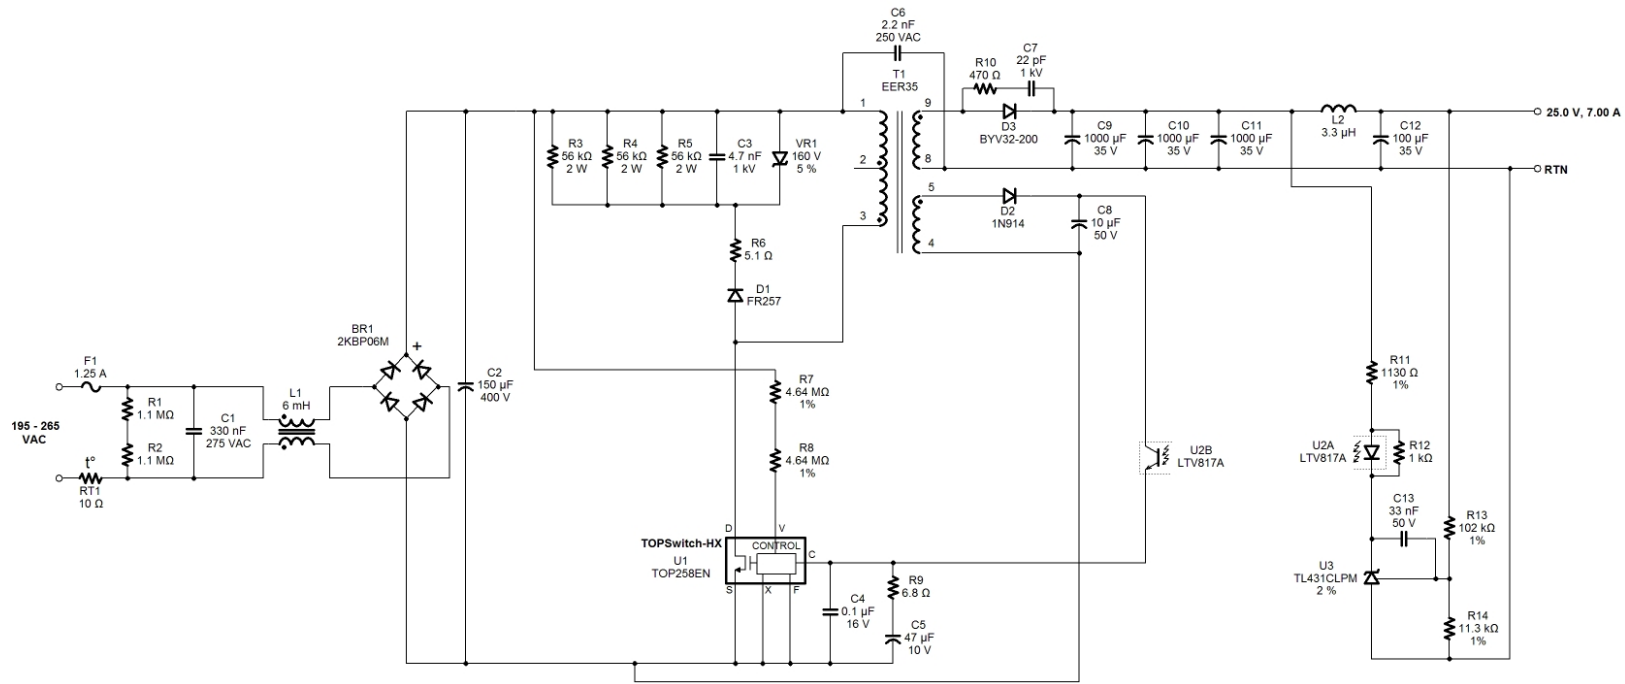 C6
2.2 nF
250 VAC
T1
EER35
R10
470 Ω
C7
22 pF
1 kV
1
2
3
9
8
5
4
D3
BYV32-200
C9
1000 µF
35 V
C10
1000 µF
35 V
C11
1000 µF
35 V
L2
3.3 µH
C12
100 µF
35 V
25.0 V, 7.00 A
RTN
R3
56 kΩ
2 W
R4
56 kΩ
2 W
R5
56 kΩ
2 W
C3
4.7 nF
1 kV
VR1
160 V
5 %
D2
1N914
C8
10 µF
50 V
R6
5.1 Ω
D1
FR257
BR1
2KBP06M
+
F1
1.25 A
195 - 265
VAC
R1
1.1 MΩ
R2
1.1 MΩ
C1
330 nF
275 VAC
L1
6 mH
t°
RT1
10 Ω
C2
150 µF
400 V
R7
4.64 MΩ
1%
R8
4.64 MΩ
1%
U2B
LTV817A
R11
1130 Ω
1%
U2A
LTV817A
R12
1 kΩ
C13
33 nF
50 V
R13
102 kΩ
1%
U3
TL431CLPM
2 %
R14
11.3 kΩ
1%
TOPSwitch-HX
U1
TOP258EN
D
V
CONTROL
C
S
X
F
C4
0.1 µF
16 V
R9
6.8 Ω
C5
47 µF
10 V